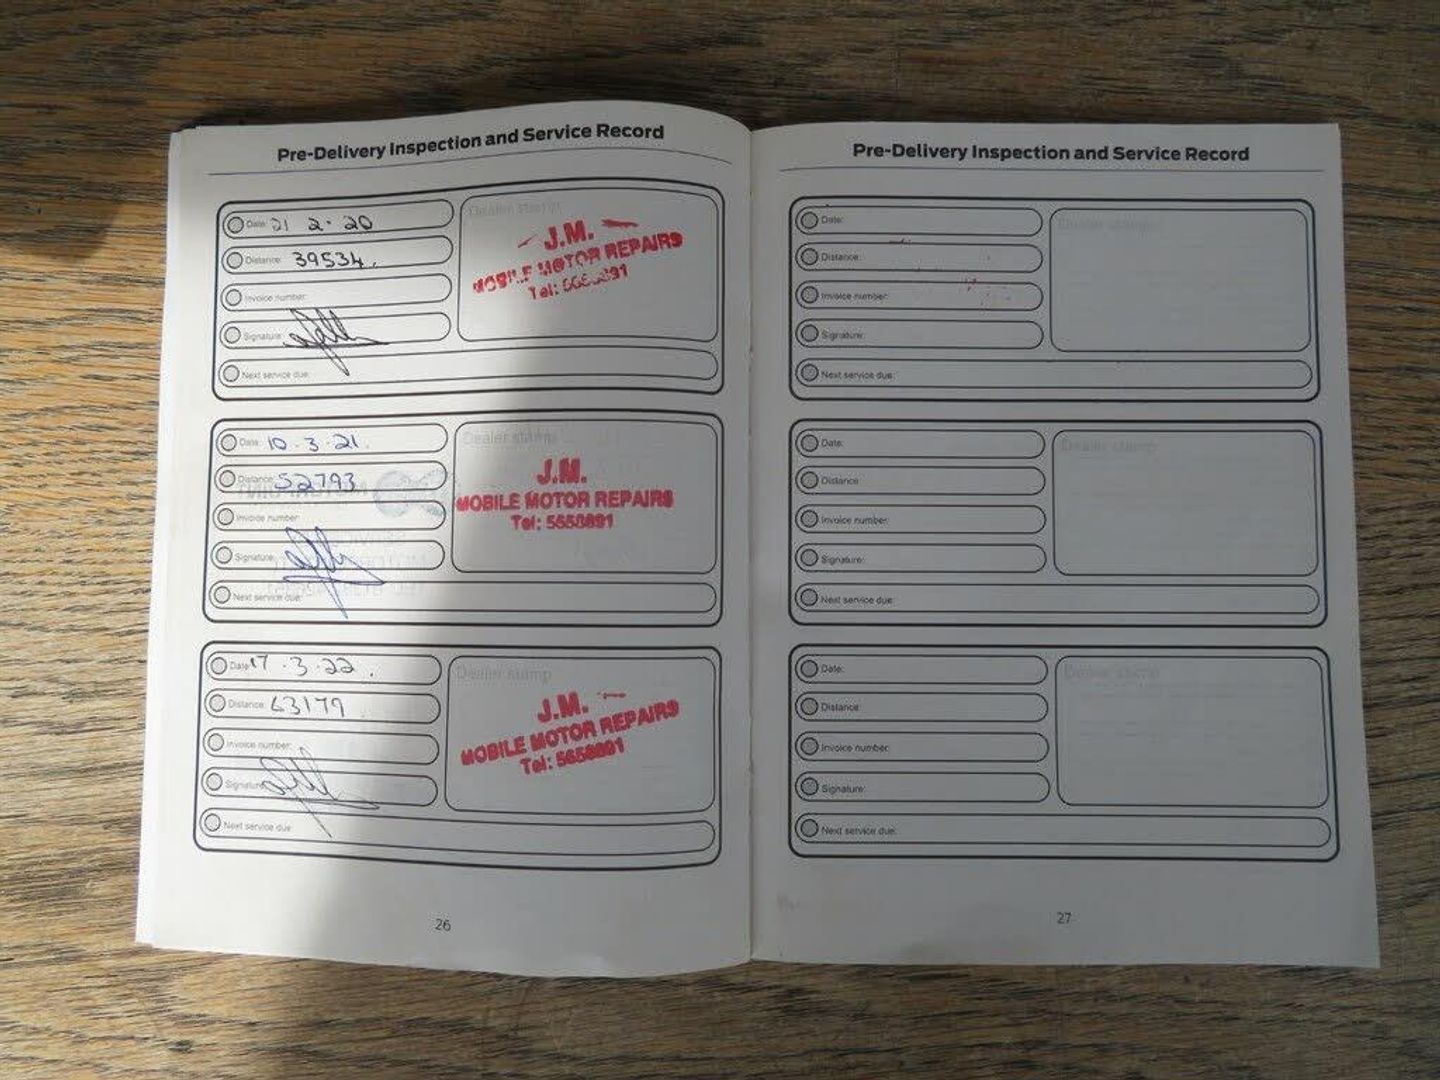 Pre-Delivery Inspection and Service Record
Date: 21 2.20
Distance: 39534.
Invoice number:
Signature:
Next service due:
Dealer stamp
J.M.
MOBILE MOTOR REPAIRS
Tel:
Date: 10.3.21.
Distance: 52793
Invoice number:
Signature:
Next service due:
Dealer stamp
J.M.
MOBILE MOTOR REPAIRS
Tel: 5658891
Date: 17.3.22.
Distance: 63179
Invoice number:
Signature:
Next service due:
Dealer stamp
J.M.
MOBILE MOTOR REPAIRS
Tel: 5658891
26
Pre-Delivery Inspection and Service Record
Date:
Distance:
Invoice number:
Signature:
Next service due:
Dealer stamp
Date:
Distance:
Invoice number:
Signature:
Next service due:
Dealer stamp
Date:
Distance:
Invoice number:
Signature:
Next service due:
Dealer stamp
27